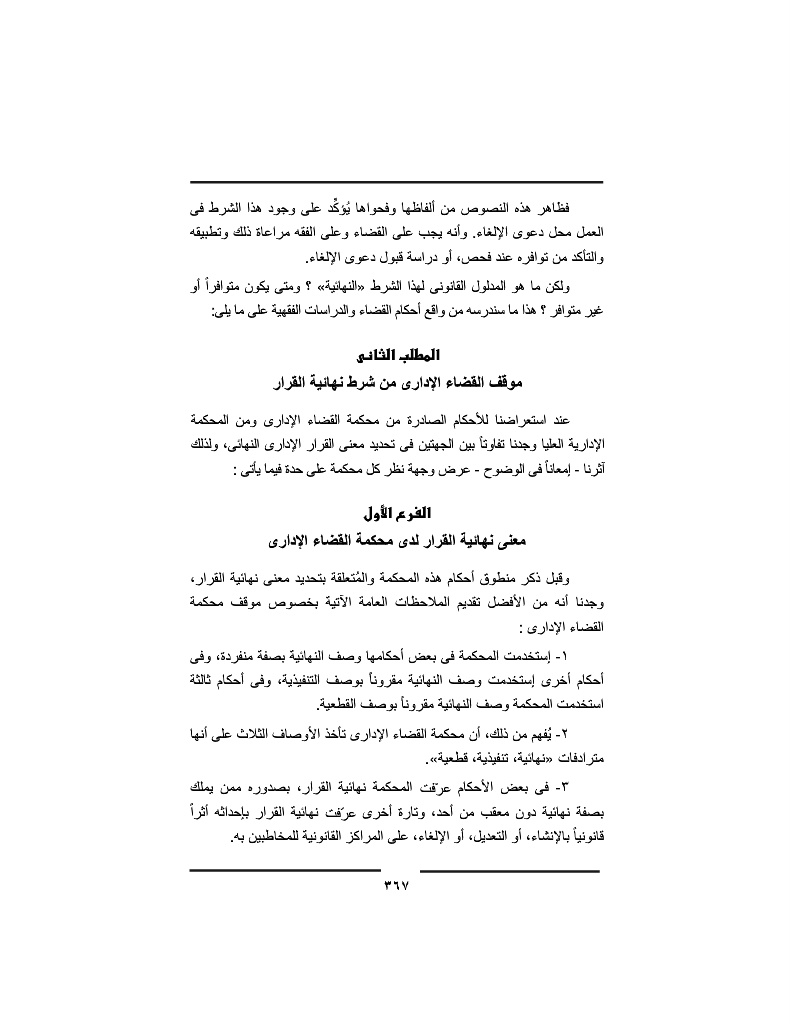 فظاهر هذه النصوص من ألفاظها وفحواها يُؤكِّد على وجود هذا الشرط فى
العمل محل دعوى الإلغاء. وأنه يجب على القضاء وعلى الفقه مراعاة ذلك وتطبيقه
والتأكد من توافره عند فحص، أو دراسة قبول دعوى الإلغاء.
ولكن ما هو المدلول القانونى لهذا الشرط «النهائية» ؟ ومتى يكون متوافراً أو
غير متوافر ؟ هذا ما سندرسه من واقع أحكام القضاء والدراسات الفقهية على ما يلى:
المطلب الثانى
موقف القضاء الإدارى من شرط نهائية القرار
عند استعراضنا للأحكام الصادرة من محكمة القضاء الإدارى ومن المحكمة
الإدارية العليا وجدنا تفاوتاً بين الجهتين فى تحديد معنى القرار الإدارى النهائى، ولذلك
آثرنا - إمعاناً فى الوضوح - عرض وجهة نظر كل محكمة على حدة فيما يأتى :
الفرع الأول
معنى نهائية القرار لدى محكمة القضاء الإدارى
وقبل ذكر منطوق أحكام هذه المحكمة والمُتعلقة بتحديد معنى نهائية القرار،
وجدنا أنه من الأفضل تقديم الملاحظات العامة الآتية بخصوص موقف محكمة
القضاء الإدارى :
١- إستخدمت المحكمة فى بعض أحكامها وصف النهائية بصفة منفردة، وفى
أحكام أخرى إستخدمت وصف النهائية مقروناً بوصف التنفيذية، وفى أحكام ثالثة
استخدمت المحكمة وصف النهائية مقروناً بوصف القطعية.
٢- يُفهم من ذلك، أن محكمة القضاء الإدارى تأخذ الأوصاف الثلاث على أنها
مترادفات «نهائية، تنفيذية، قطعية».
٣- فى بعض الأحكام عرّفت المحكمة نهائية القرار، بصدوره ممن يملك
بصفة نهائية دون معقب من أحد، وتارة أخرى عرّفت نهائية القرار بإحداثه أثراً
قانونياً بالإنشاء، أو التعديل، أو الإلغاء، على المراكز القانونية للمخاطبين به.
٣٦٧